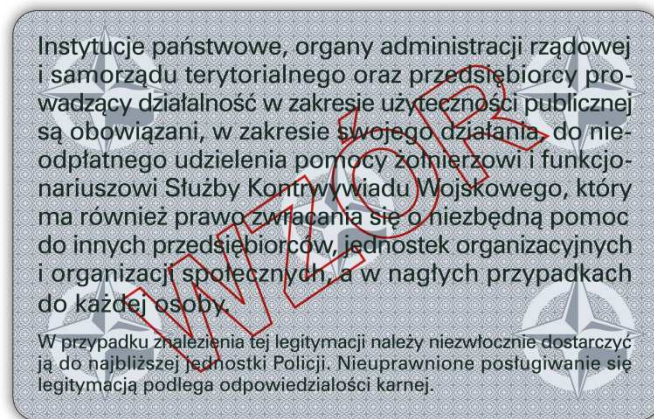 Instytucje państwowe, organy administracji rządowej
i samorządu terytorialnego oraz przedsiębiorcy pro-
wadzący działalność w zakresie użyteczności publicznej
są obowiązani, w zakresie swojego działania, do nie-
odpłatnego udzielenia pomocy żołnierzowi i funkcjo-
nariuszowi Służby Kontrwywiadu Wojskowego, który
ma również prawo zwracania się o niezbędną pomoc
do innych przedsiębiorców, jednostek organizacyjnych
i organizacji społecznych, a w nagłych przypadkach
do każdej osoby.
W przypadku znalezienia tej legitymacji należy niezwłocznie dostarczyć
ją do najbliższej jednostki Policji. Nieuprawnione posługiwanie się
legitymacją podlega odpowiedzialości karnej.
WZÓR